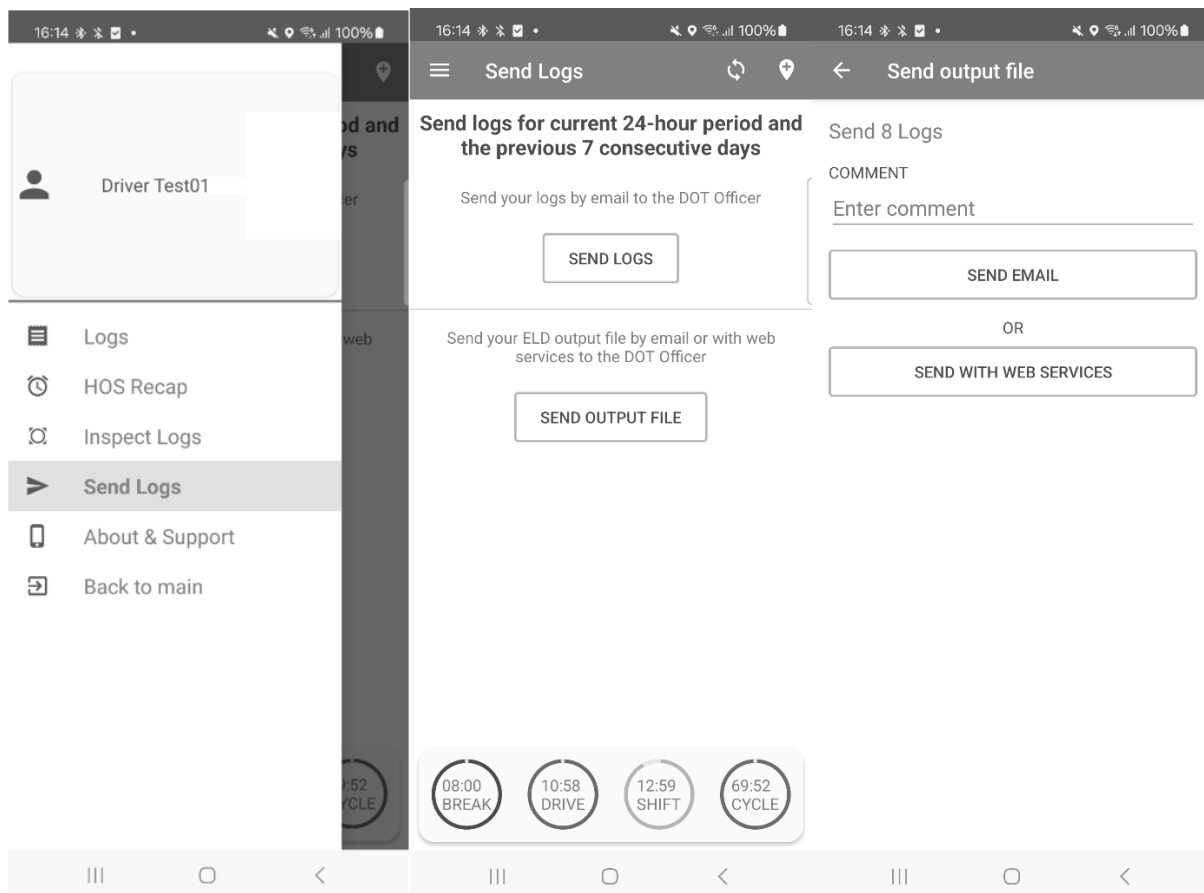 16:14
100%
Driver Test01
Logs
HOS Recap
Inspect Logs
Send Logs
About & Support
Back to main
od and
ys
er
web
9:52
YCLE
16:14
100%
Send Logs
Send logs for current 24-hour period and
the previous 7 consecutive days
Send your logs by email to the DOT Officer
SEND LOGS
Send your ELD output file by email or with web
services to the DOT Officer
SEND OUTPUT FILE
08:00
BREAK
10:58
DRIVE
12:59
SHIFT
69:52
CYCLE
16:14
100%
Send output file
Send 8 Logs
COMMENT
Enter comment
SEND EMAIL
OR
SEND WITH WEB SERVICES